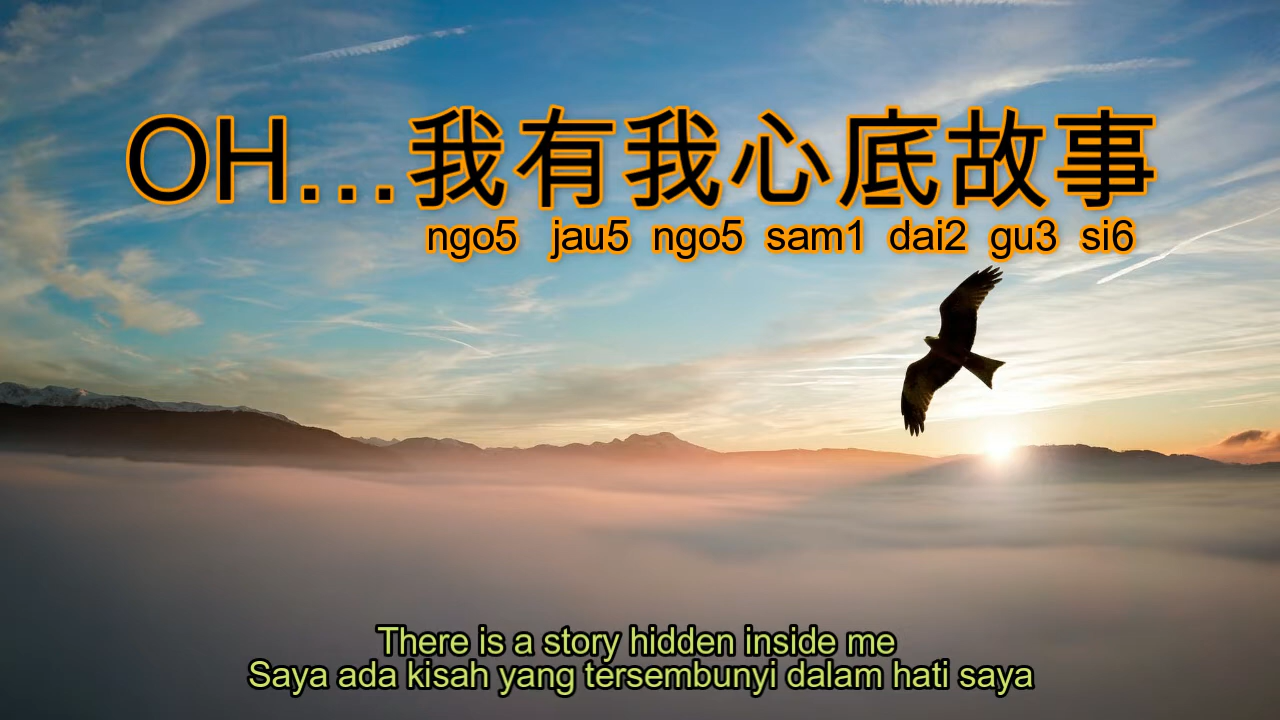 OH…我有我心底故事
ngo5 jau5 ngo5 sam1 dai2 gu3 si6
There is a story hidden inside me
Saya ada kisah yang tersembunyi dalam hati saya